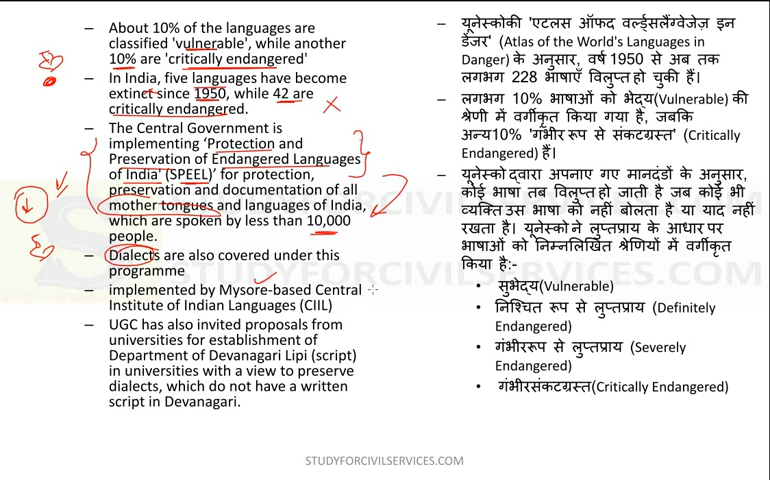 – About 10% of the languages are
classified 'vulnerable', while another
10% are 'critically endangered'
– In India, five languages have become
extinct since 1950, while 42 are
critically endangered.
– The Central Government is
implementing ‘Protection and
Preservation of Endangered Languages
of India' (SPEEL)’ for protection,
preservation and documentation of all
mother tongues and languages of India,
which are spoken by less than 10,000
people.
– Dialects are also covered under this
programme
– implemented by Mysore-based Central
Institute of Indian Languages (CIIL)
– UGC has also invited proposals from
universities for establishment of
Department of Devanagari Lipi (script)
in universities with a view to preserve
dialects, which do not have a written
script in Devanagari.
– यूनेस्कोकी 'एटलस ऑफद वर्ल्ड्सलैंग्वेजेज़ इन
डेंजर' (Atlas of the World's Languages in
Danger) के अनुसार, वर्ष 1950 से अब तक
लगभग 228 भाषाएँ विलुप्त हो चुकी हैं।
– लगभग 10% भाषाओं को भेद्य(Vulnerable) की
श्रेणी में वर्गीकृत किया गया है, जबकि
अन्य10% 'गंभीर रूप से संकटग्रस्त' (Critically
Endangered) हैं।
– यूनेस्को द्वारा अपनाए गए मानदंडों के अनुसार,
कोई भाषा तब विलुप्त हो जाती है जब कोई भी
व्यक्ति उस भाषा को नहीं बोलता है या याद नहीं
रखता है। यूनेस्को ने लुप्तप्राय के आधार पर
भाषाओं को निम्नलिखित श्रेणियों में वर्गीकृत
किया है:-
• सुभेद्य(Vulnerable)
• निश्चित रूप से लुप्तप्राय (Definitely
Endangered)
• गंभीररूप से लुप्तप्राय (Severely
Endangered)
• गंभीरसंकटग्रस्त(Critically Endangered)
STUDYFORCIVILSERVICES.COM